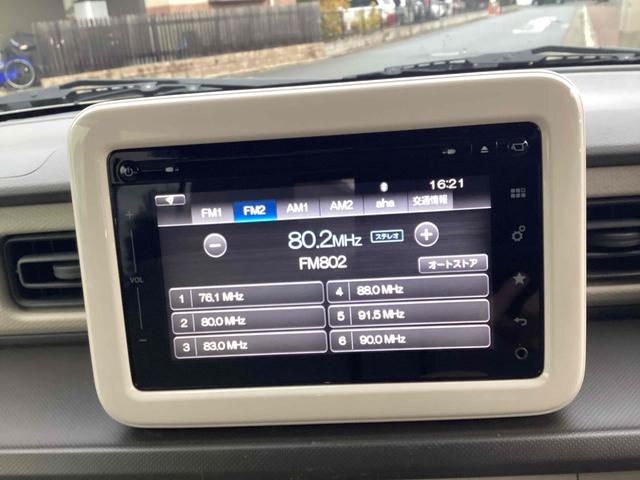 16:21
FM1 FM2 AM1 AM2 aha 交通情報
80.2MHz ステレオ
FM802 オートストア
1 76.1 MHz
2 80.0 MHz
3 83.0 MHz
4 88.0 MHz
5 91.5 MHz
6 90.0 MHz
+
VOL
−